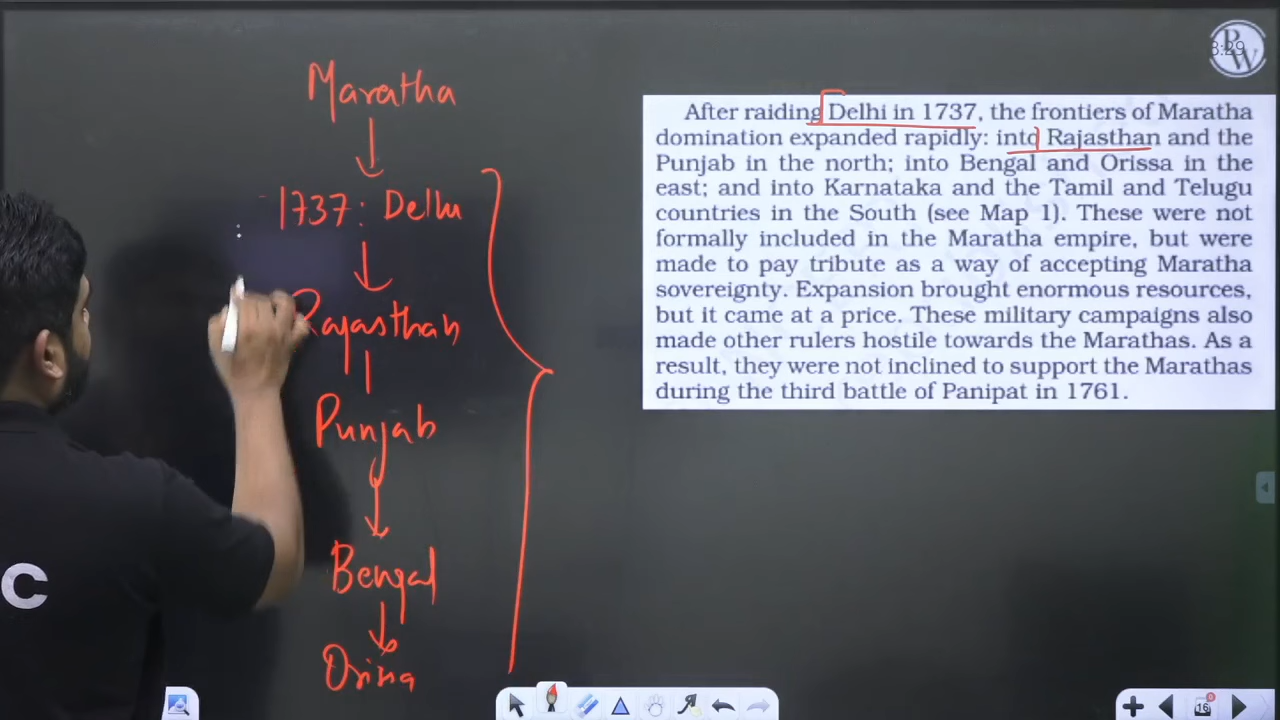 Maratha
1737: Delhi
Rajasthan
Punjab
Bengal
Orissa
After raiding Delhi in 1737, the frontiers of Maratha
domination expanded rapidly: into Rajasthan and the
Punjab in the north; into Bengal and Orissa in the
east; and into Karnataka and the Tamil and Telugu
countries in the South (see Map 1). These were not
formally included in the Maratha empire, but were
made to pay tribute as a way of accepting Maratha
sovereignty. Expansion brought enormous resources,
but it came at a price. These military campaigns also
made other rulers hostile towards the Marathas. As a
result, they were not inclined to support the Marathas
during the third battle of Panipat in 1761.
PW
C
16